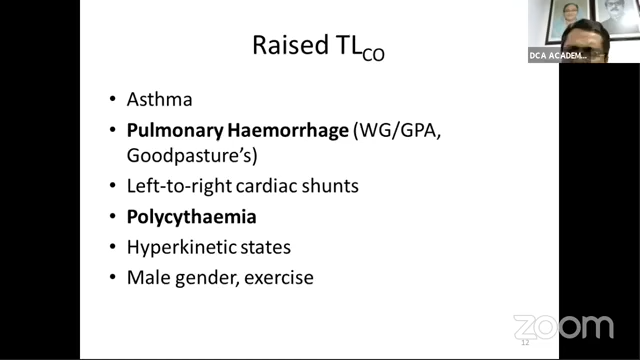 Raised TLCO
• Asthma
• Pulmonary Haemorrhage (WG/GPA,
Goodpasture's)
• Left-to-right cardiac shunts
• Polycythaemia
• Hyperkinetic states
• Male gender, exercise
DCA ACADEM...
zoom
12